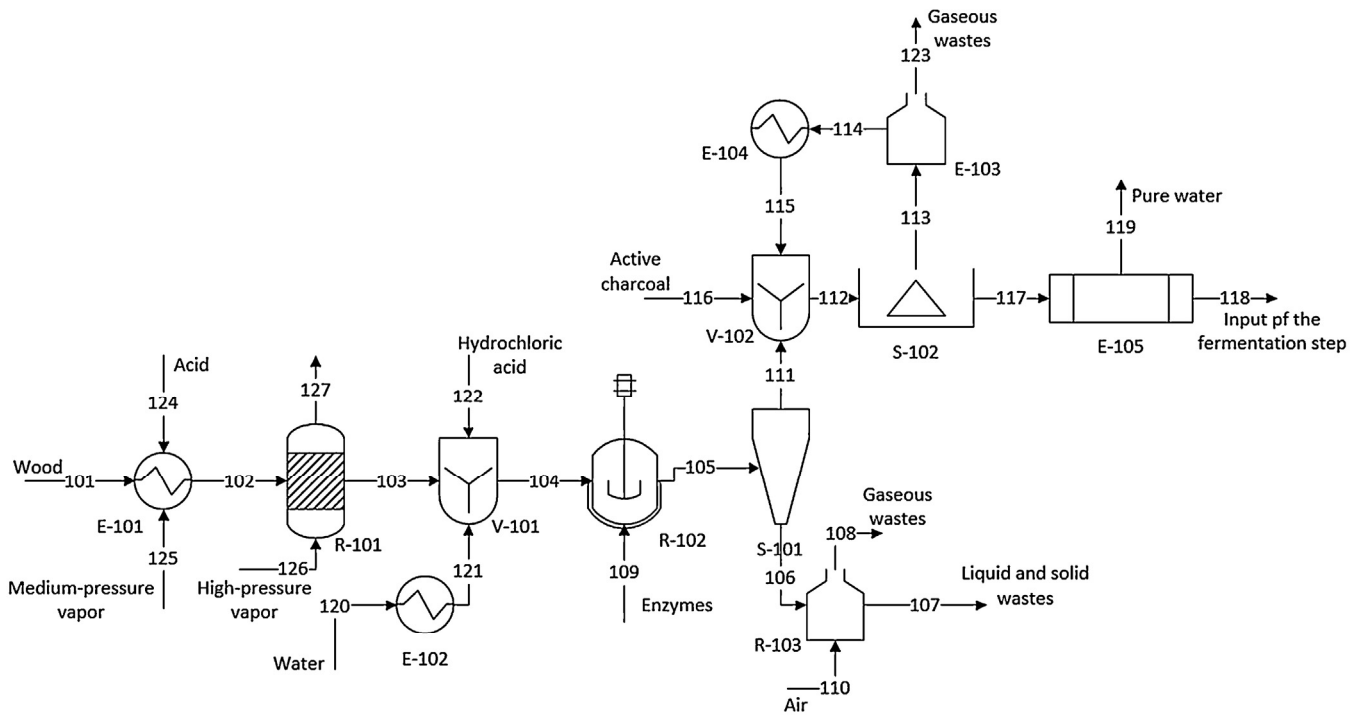 Gaseous
wastes
123
E-104
114
E-103
115
113
Pure water
119
Active
charcoal
116
112
117
118
V-102
S-102
E-105
Input pf the
fermentation step
Acid
127
Hydrochloric
acid
111
124
122
Wood
101
102
103
104
105
E-101
R-101
V-101
R-102
S-101
Gaseous
wastes
108
125
126
121
109
106
Liquid and solid
wastes
Medium-pressure
vapor
High-pressure
vapor
120
Enzymes
107
R-103
Water
E-102
110
Air